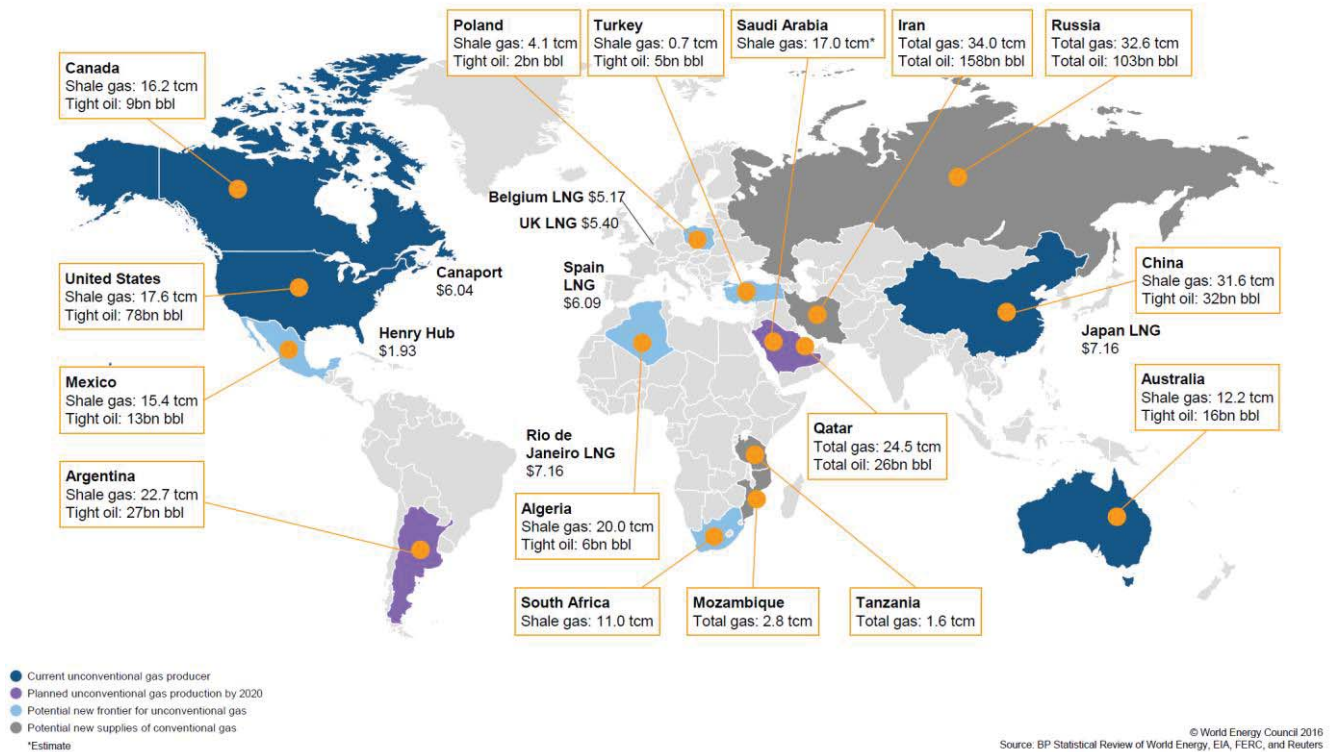 Poland
Shale gas: 4.1 tcm
Tight oil: 2bn bbl
Turkey
Shale gas: 0.7 tcm
Tight oil: 5bn bbl
Saudi Arabia
Shale gas: 17.0 tcm*
Iran
Total gas: 34.0 tcm
Total oil: 158bn bbl
Russia
Total gas: 32.6 tcm
Total oil: 103bn bbl
Canada
Shale gas: 16.2 tcm
Tight oil: 9bn bbl
Belgium LNG $5.17
UK LNG $5.40
United States
Shale gas: 17.6 tcm
Tight oil: 78bn bbl
Canaport
$6.04
Spain
LNG
$6.09
China
Shale gas: 31.6 tcm
Tight oil: 32bn bbl
Henry Hub
$1.93
Japan LNG
$7.16
Mexico
Shale gas: 15.4 tcm
Tight oil: 13bn bbl
Australia
Shale gas: 12.2 tcm
Tight oil: 16bn bbl
Qatar
Total gas: 24.5 tcm
Total oil: 26bn bbl
Rio de
Janeiro LNG
$7.16
Argentina
Shale gas: 22.7 tcm
Tight oil: 27bn bbl
Algeria
Shale gas: 20.0 tcm
Tight oil: 6bn bbl
South Africa
Shale gas: 11.0 tcm
Mozambique
Total gas: 2.8 tcm
Tanzania
Total gas: 1.6 tcm
Current unconventional gas producer
Planned unconventional gas production by 2020
Potential new frontier for unconventional gas
Potential new supplies of conventional gas
*Estimate
© World Energy Council 2016
Source: BP Statistical Review of World Energy, EIA, FERC, and Reuters